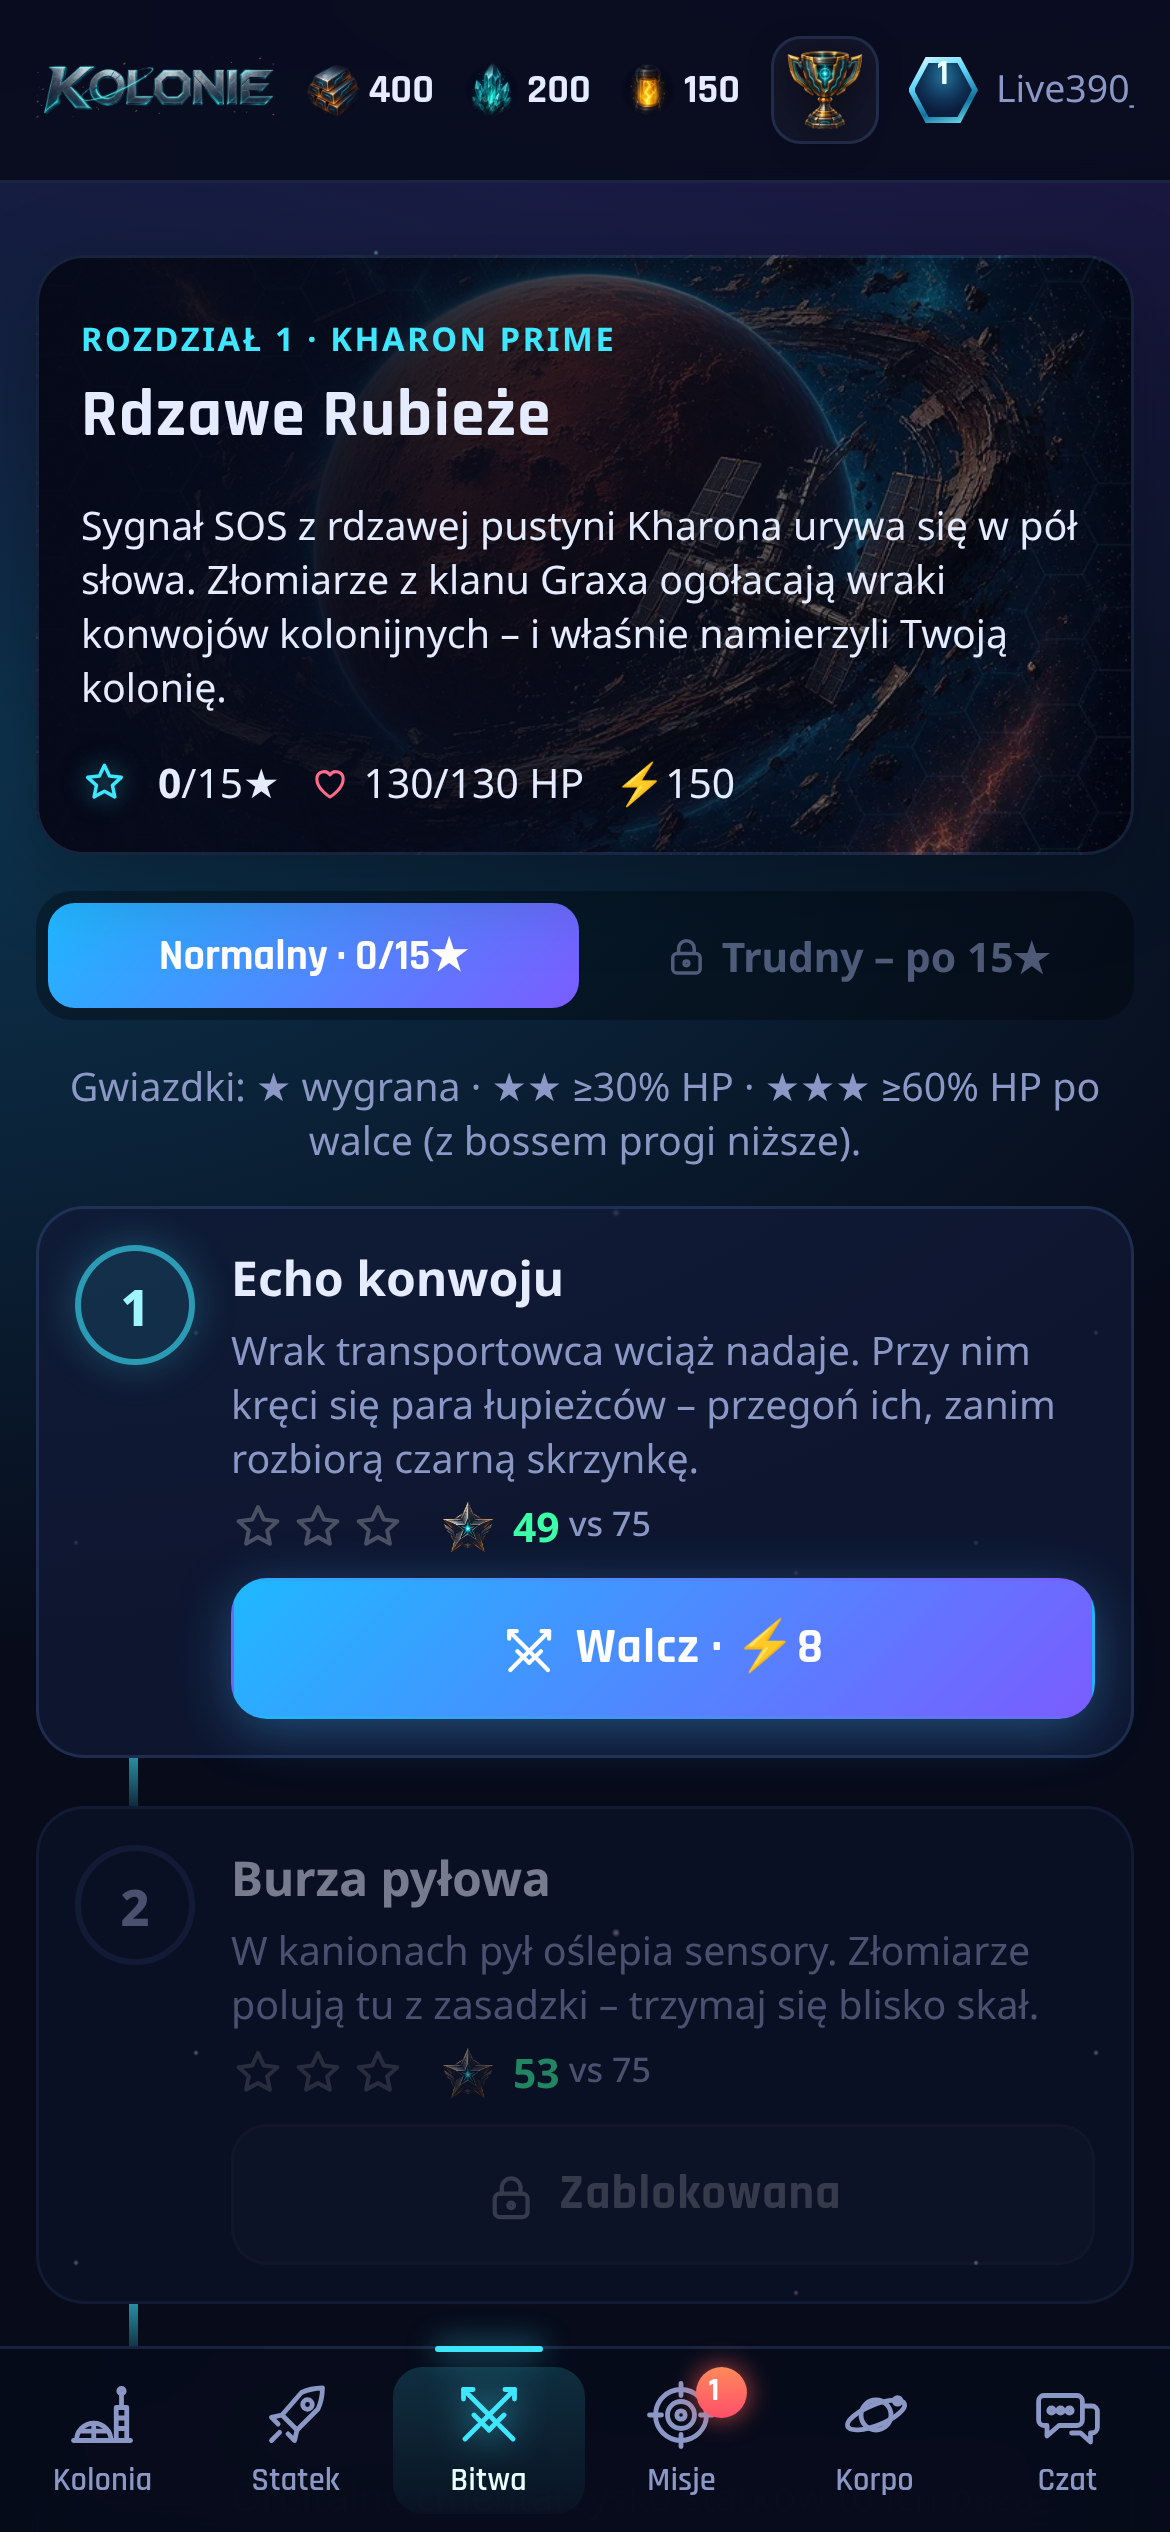 KOLONIE 400 200 150 1 Live390_
ROZDZIAŁ 1 · KHARON PRIME
Rdzawe Rubieże
Sygnał SOS z rdzawej pustyni Kharona urywa się w pół
słowa. Złomiarze z klanu Graxa ogołacają wraki
konwojów kolonijnych – i właśnie namierzyli Twoją
kolonię.
0/15★ 130/130 HP ⚡150
Normalny · 0/15★ Trudny – po 15★
Gwiazdki: ★ wygrana · ★★ ≥30% HP · ★★★ ≥60% HP po
walce (z bossem progi niższe).
1 Echo konwoju
Wrak transportowca wciąż nadaje. Przy nim
kręci się para łupieżców – przegoń ich, zanim
rozbiorą czarną skrzynkę.
49 vs 75
Walcz · ⚡8
2 Burza pyłowa
W kanionach pył oślepia sensory. Złomiarze
polują tu z zasadzki – trzymaj się blisko skał.
53 vs 75
Zablokowana
1
Kolonia Statek Bitwa Misje Korpo Czat